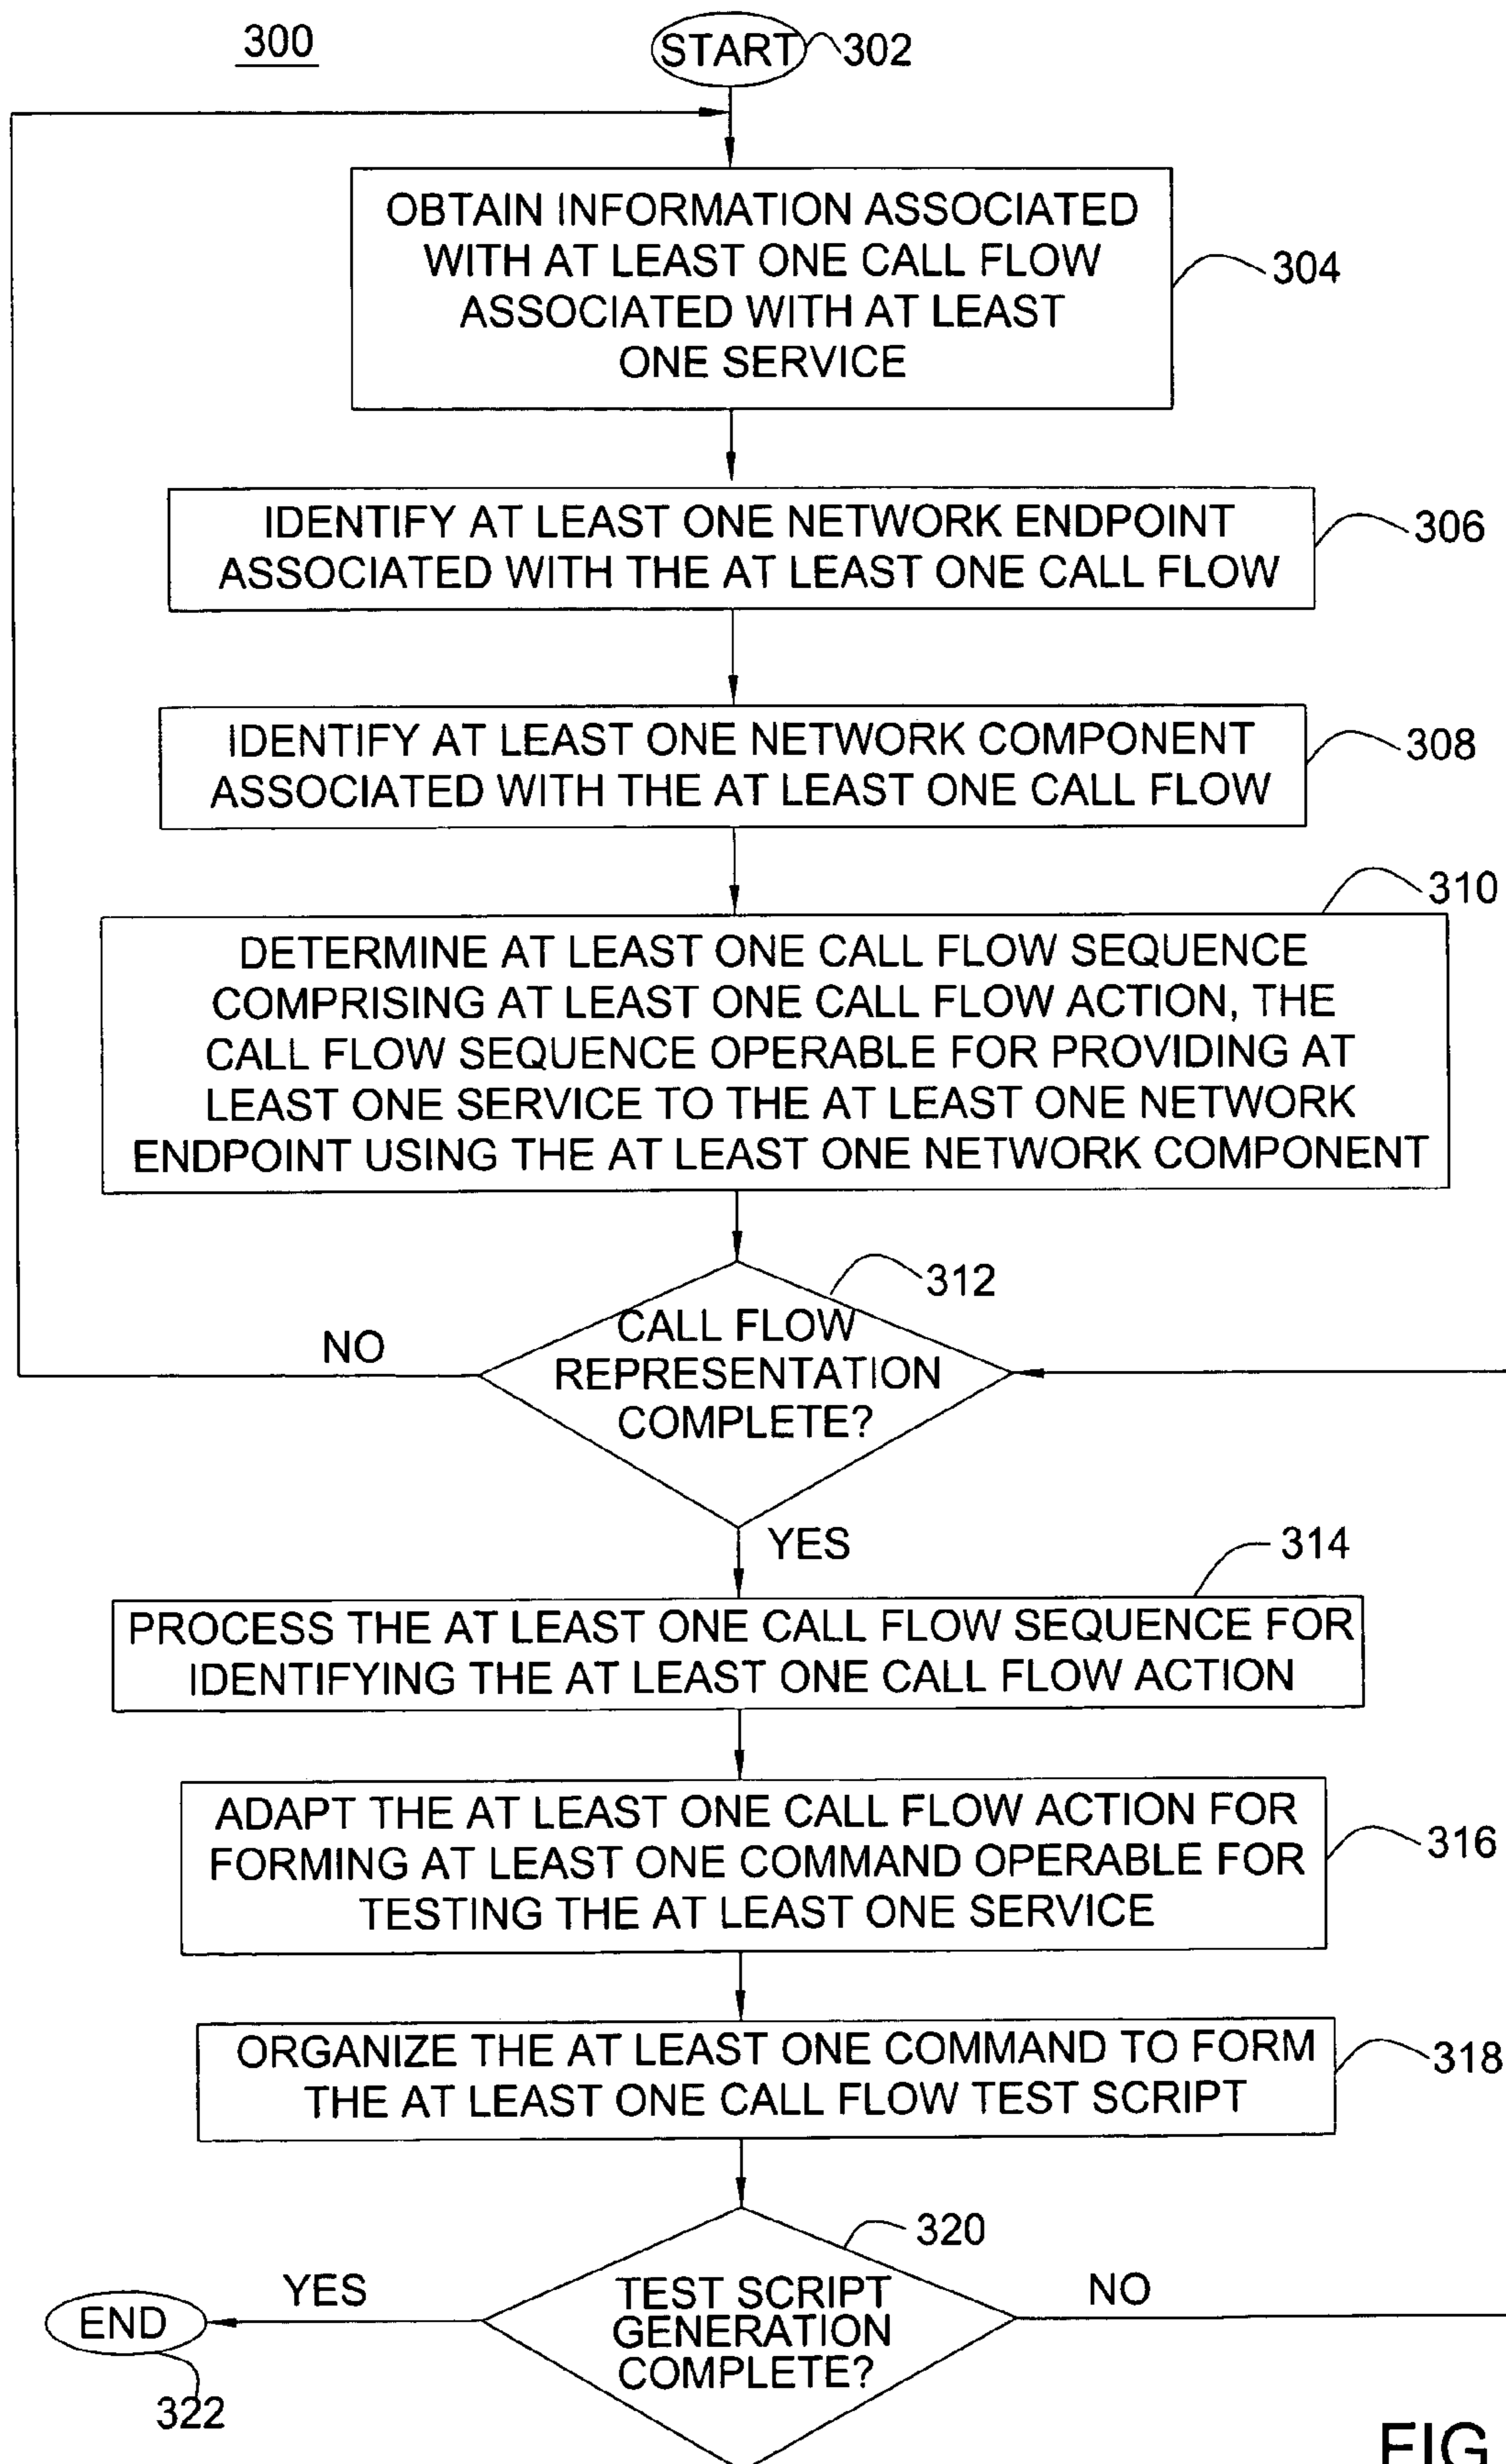 300
START 302
OBTAIN INFORMATION ASSOCIATED
WITH AT LEAST ONE CALL FLOW
ASSOCIATED WITH AT LEAST
ONE SERVICE
304
IDENTIFY AT LEAST ONE NETWORK ENDPOINT
ASSOCIATED WITH THE AT LEAST ONE CALL FLOW
306
IDENTIFY AT LEAST ONE NETWORK COMPONENT
ASSOCIATED WITH THE AT LEAST ONE CALL FLOW
308
310
DETERMINE AT LEAST ONE CALL FLOW SEQUENCE
COMPRISING AT LEAST ONE CALL FLOW ACTION, THE
CALL FLOW SEQUENCE OPERABLE FOR PROVIDING AT
LEAST ONE SERVICE TO THE AT LEAST ONE NETWORK
ENDPOINT USING THE AT LEAST ONE NETWORK COMPONENT
312
NO
CALL FLOW
REPRESENTATION
COMPLETE?
YES
314
PROCESS THE AT LEAST ONE CALL FLOW SEQUENCE FOR
IDENTIFYING THE AT LEAST ONE CALL FLOW ACTION
ADAPT THE AT LEAST ONE CALL FLOW ACTION FOR
FORMING AT LEAST ONE COMMAND OPERABLE FOR
TESTING THE AT LEAST ONE SERVICE
316
ORGANIZE THE AT LEAST ONE COMMAND TO FORM
THE AT LEAST ONE CALL FLOW TEST SCRIPT
318
320
YES
NO
END
TEST SCRIPT
GENERATION
COMPLETE?
322
FIG